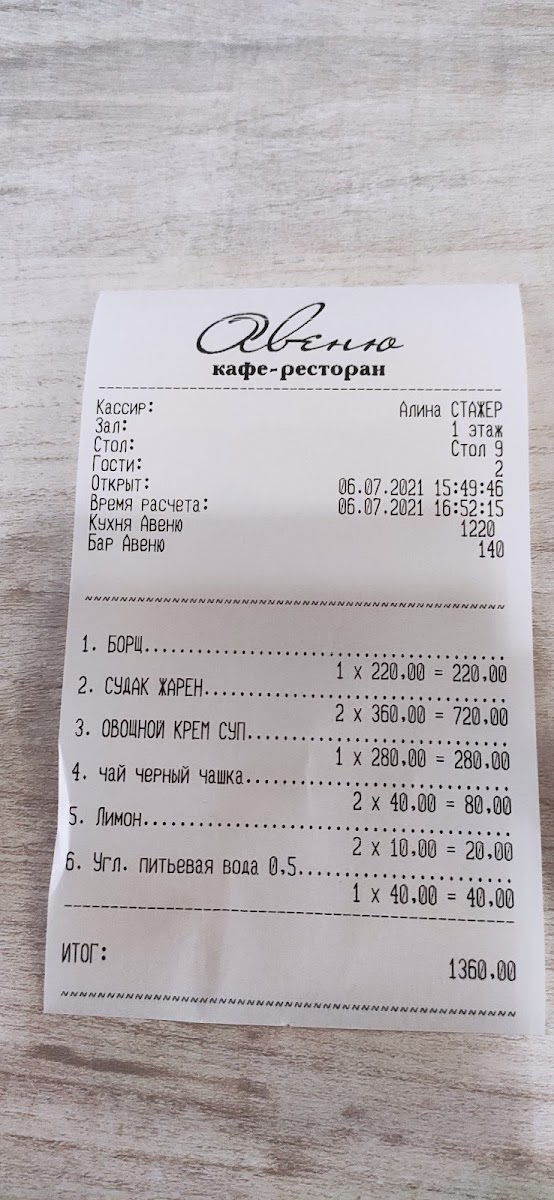 Авеню
кафе-ресторан
Кассир: Алина СТАЖЕР
Зал: 1 этаж
Стол: Стол 9
Гости: 2
Открыт: 06.07.2021 15:49:46
Время расчета: 06.07.2021 16:52:15
Кухня Авеню 1220
Бар Авеню 140
~~~~~~~~~~~~~~~~~~~~~~~~~~~~~~~~~~~~~~~~~~~~~~~~
1. БОРЩ..........................................
1 x 220.00 = 220.00
2. СУДАК ЖАРЕН...................................
2 x 360.00 = 720.00
3. ОВОЩНОЙ КРЕМ СУП..............................
1 x 280.00 = 280.00
4. чай черный чашка..............................
2 x 40.00 = 80.00
5. Лимон.........................................
2 x 10.00 = 20.00
6. Угл. питьевая вода 0,5........................
1 x 40.00 = 40.00
ИТОГ: 1360.00
~~~~~~~~~~~~~~~~~~~~~~~~~~~~~~~~~~~~~~~~~~~~~~~~